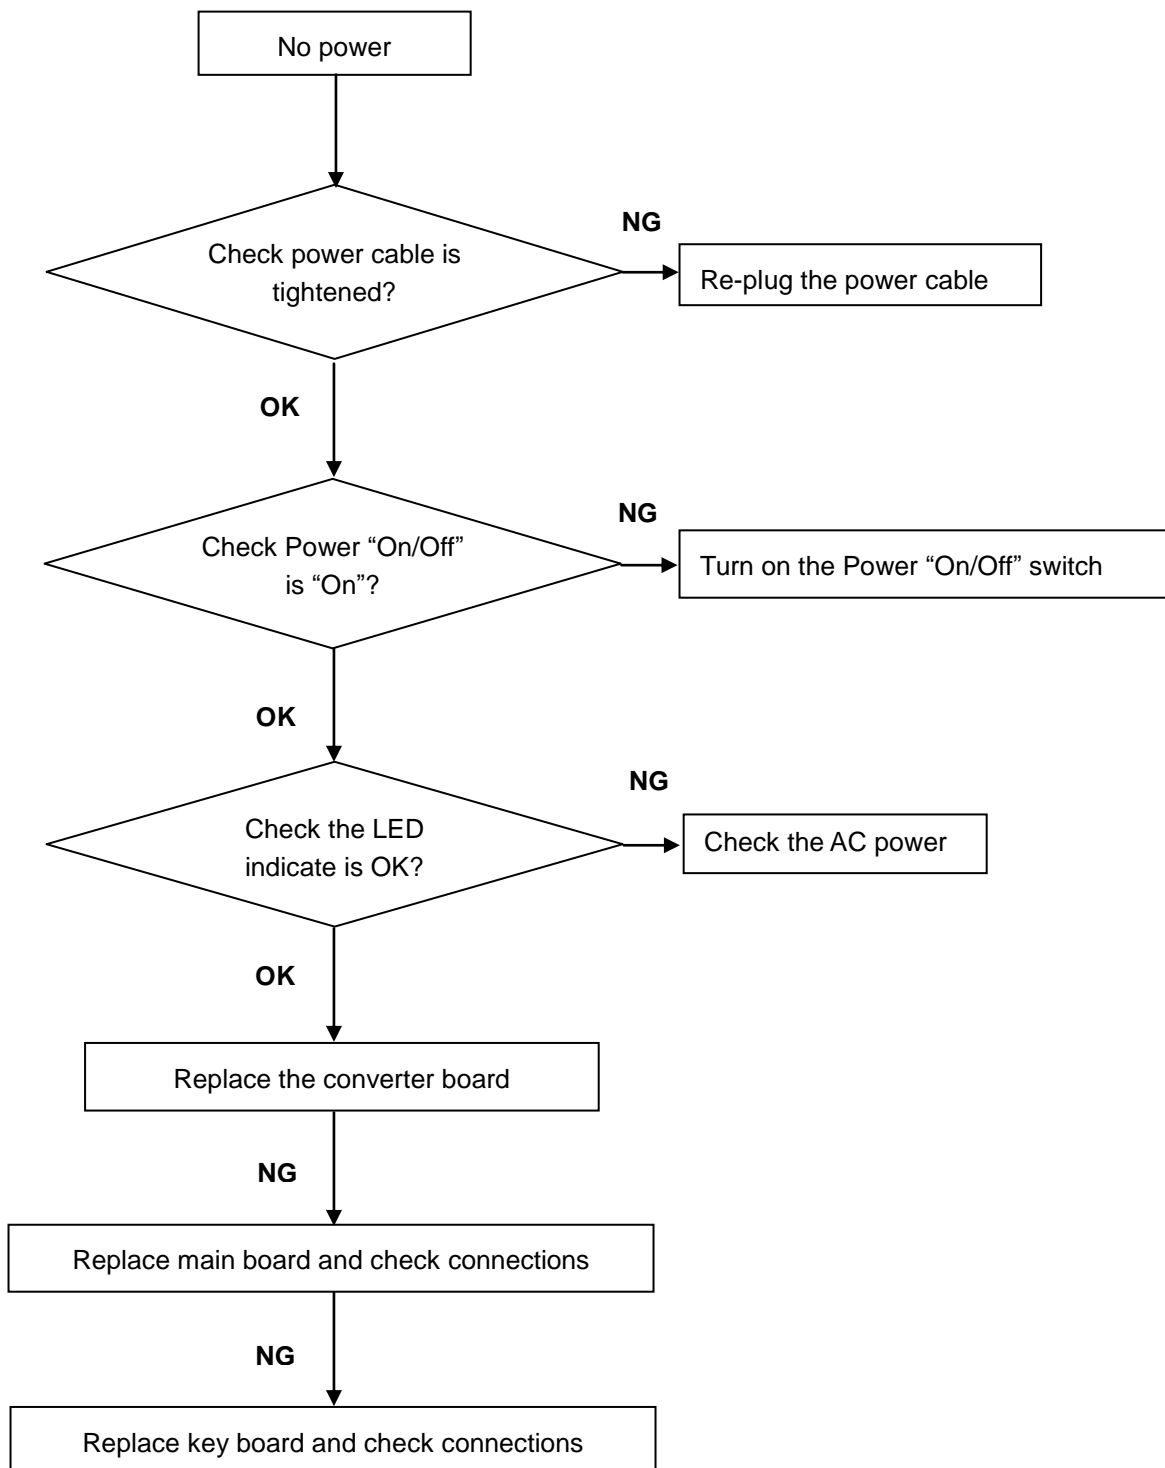 No power
Check power cable is
tightened?
NG
Re-plug the power cable
OK
Check Power “On/Off”
is “On”?
NG
Turn on the Power “On/Off” switch
OK
Check the LED
indicate is OK?
NG
Check the AC power
OK
Replace the converter board
NG
Replace main board and check connections
NG
Replace key board and check connections